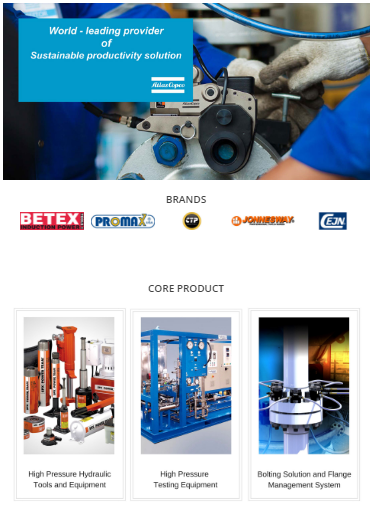 World - leading provider
of
Sustainable productivity solution
Atlas Copco
BRANDS
BETEX
INDUCTION POWER
PROMAX
CTP
JOHNESWAY
CEJN
CORE PRODUCT
High Pressure Hydraulic
Tools and Equipment
High Pressure
Testing Equipment
Bolting Solution and Flange
Management System